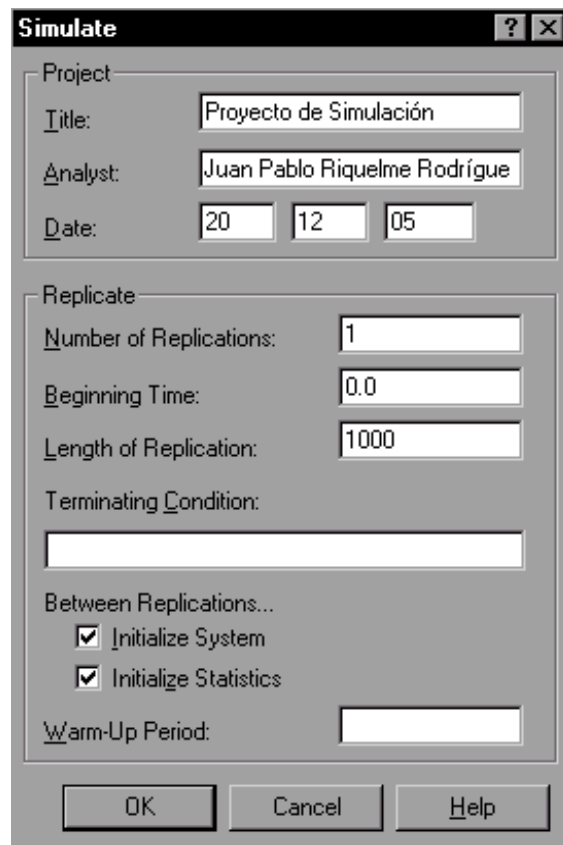 Simulate
Project
Title: Proyecto de Simulación
Analyst: Juan Pablo Riquelme Rodrígue
Date: 20 12 05
Replicate
Number of Replications: 1
Beginning Time: 0.0
Length of Replication: 1000
Terminating Condition:
Between Replications...
Initialize System
Initialize Statistics
Warm-Up Period:
OK Cancel Help